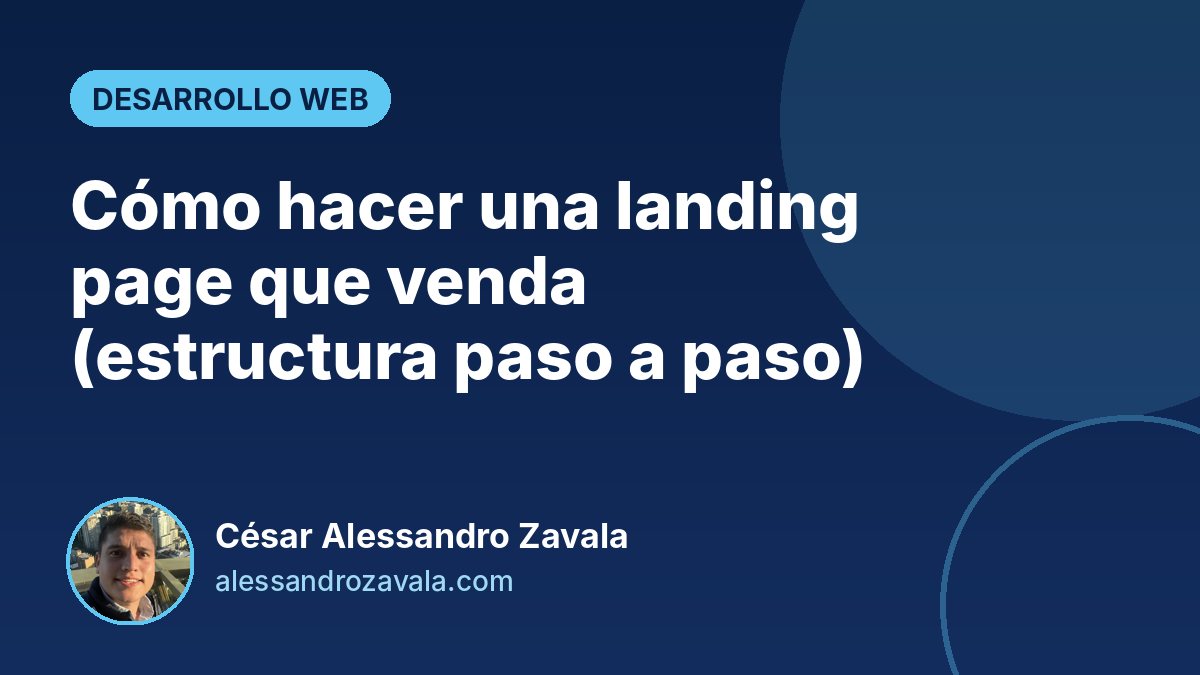 DESARROLLO WEB
Cómo hacer una landing
page que venda
(estructura paso a paso)
César Alessandro Zavala
alessandrozavala.com